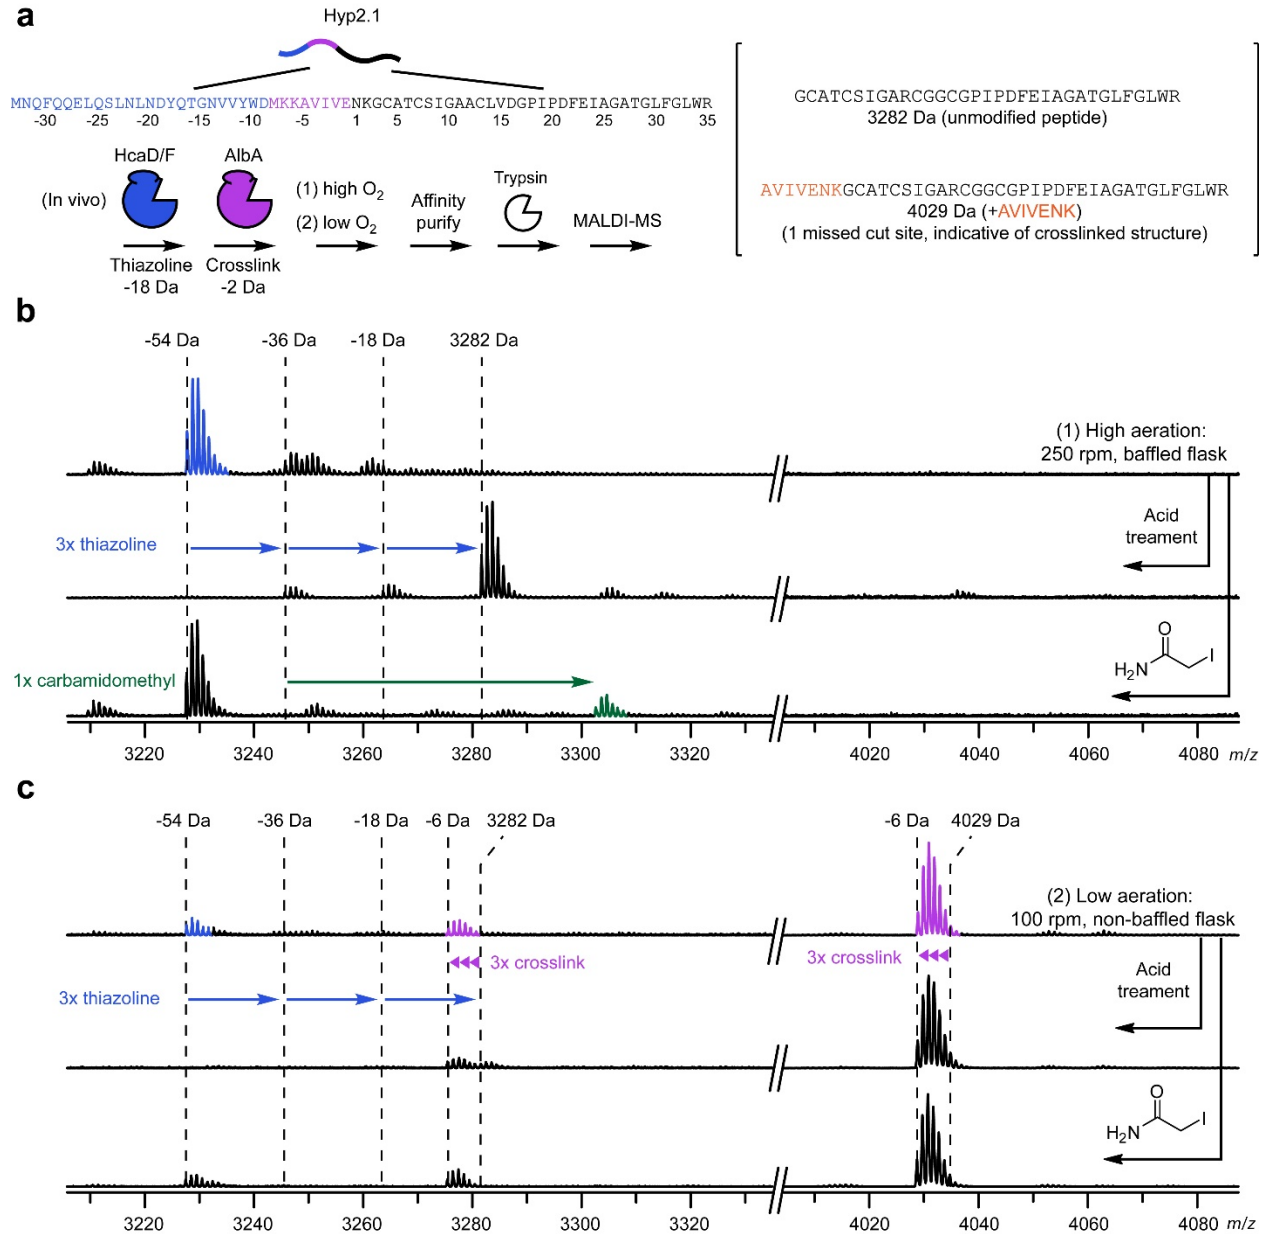 a
Hyp2.1
MNQFQQELQSLNLNDYQTGNVVYWDMKKAVIVENKGCATCSIGAACLVDGPIPDFEIAGATGLFGLWR
-30 -25 -20 -15 -10 -5 1 5 10 15 20 25 30 35
HcaD/F AlbA
(In vivo)
(1) high O2
(2) low O2
Affinity
purify
Trypsin
MALDI-MS
Thiazoline
-18 Da
Crosslink
-2 Da
GCATCSIGARCGGCGPIPDFEIAGATGLFGLWR
3282 Da (unmodified peptide)
AVIVENKGCATCSIGARCGGCGPIPDFEIAGATGLFGLWR
4029 Da (+AVIVENK)
(1 missed cut site, indicative of crosslinked structure)
b
-54 Da -36 Da -18 Da 3282 Da
(1) High aeration:
250 rpm, baffled flask
3x thiazoline
Acid
treament
1x carbamidomethyl
O
H2N
I
3220 3240 3260 3280 3300 3320 4020 4040 4060 4080 m/z
c
-54 Da -36 Da -18 Da -6 Da 3282 Da -6 Da 4029 Da
(2) Low aeration:
100 rpm, non-baffled flask
3x crosslink
3x crosslink
3x thiazoline
Acid
treament
O
H2N
I
3220 3240 3260 3280 3300 3320 4020 4040 4060 4080 m/z